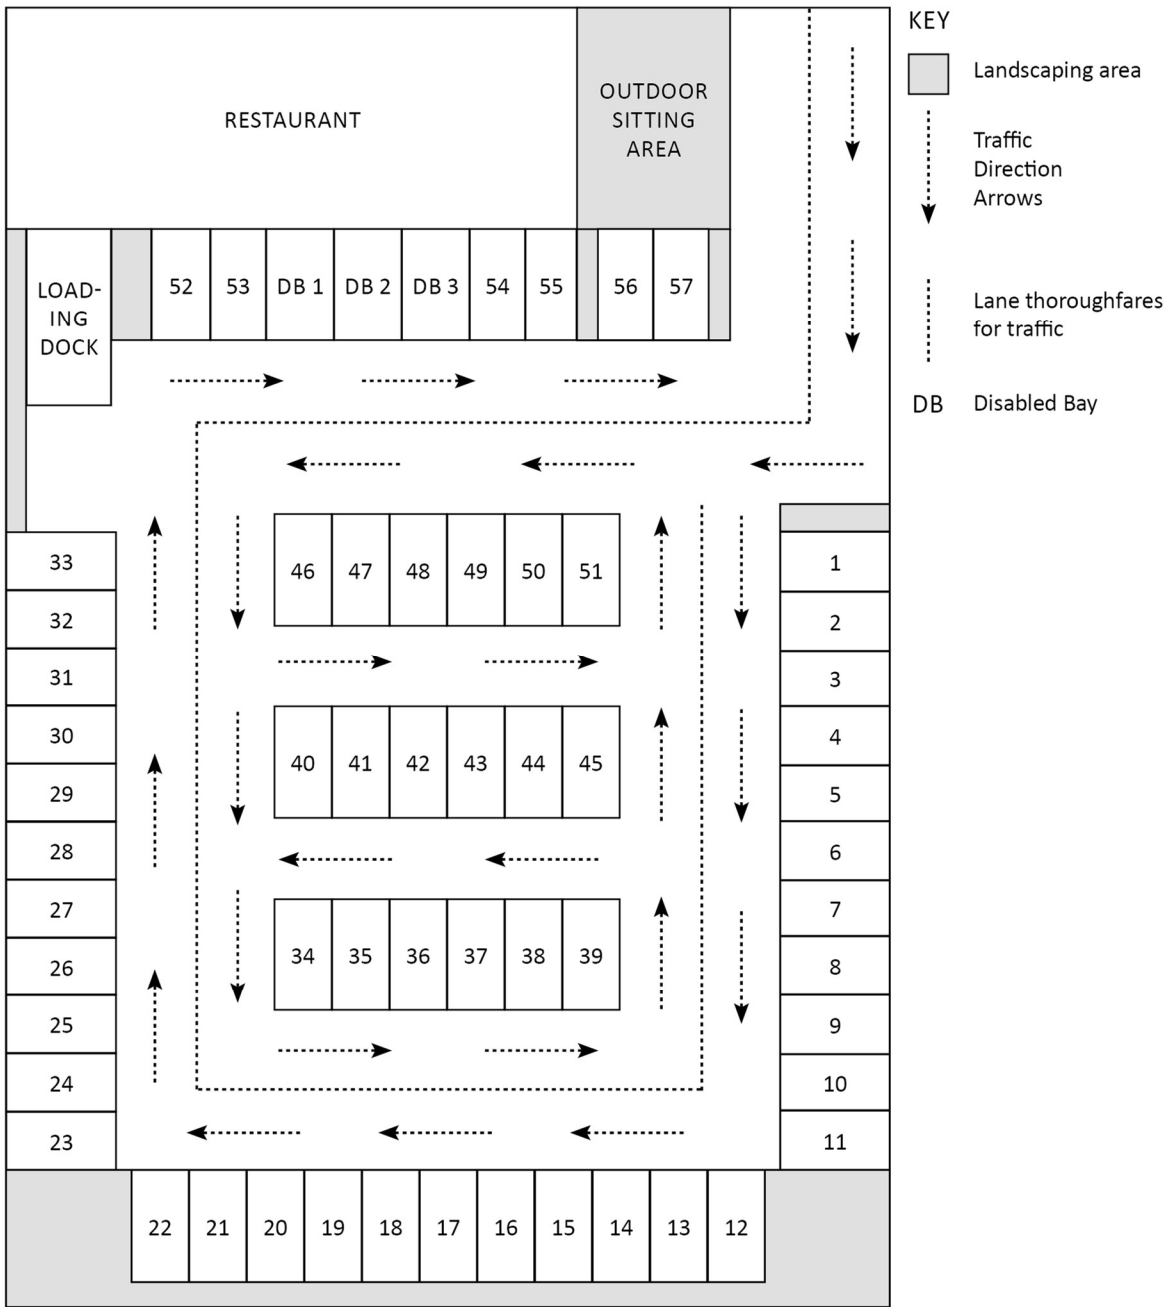 KEY
Landscaping area
Traffic
Direction
Arrows
Lane thoroughfares
for traffic
DB Disabled Bay
RESTAURANT
OUTDOOR
SITTING
AREA
LOAD-
ING
DOCK
52 53 DB 1 DB 2 DB 3 54 55 56 57
46 47 48 49 50 51
40 41 42 43 44 45
34 35 36 37 38 39
33
32
31
30
29
28
27
26
25
24
23
1
2
3
4
5
6
7
8
9
10
11
22 21 20 19 18 17 16 15 14 13 12